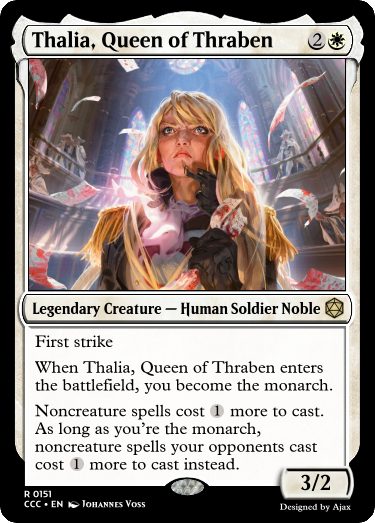 Thalia, Queen of Thraben 2
Legendary Creature — Human Soldier Noble
First strike
When Thalia, Queen of Thraben enters
the battlefield, you become the monarch.
Noncreature spells cost 1 more to cast.
As long as you're the monarch,
noncreature spells your opponents cast
cost 1 more to cast instead.
3/2
R 0151
CCC • EN Johannes Voss
Designed by Ajax